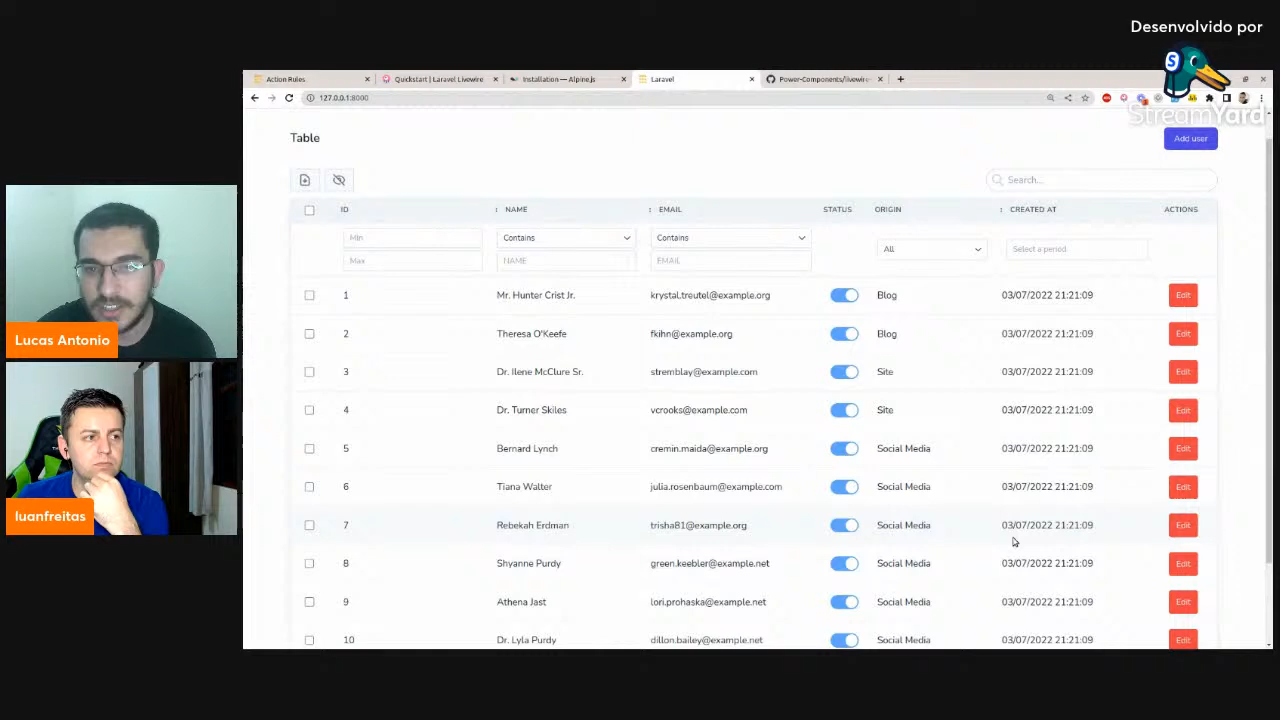 Desenvolvido por
S
StreamYard
Action Rules
Quickstart | Laravel Livewire
Installation — Alpine.js
Laravel
Power-Components/livewire-
127.0.0.1:8000
Table
Add user
Search...
ID NAME EMAIL STATUS ORIGIN CREATED AT ACTIONS
Min Contains Contains
All Select a period
Max NAME EMAIL
1 Mr. Hunter Crist Jr. krystal.treutel@example.org Blog 03/07/2022 21:21:09 Edit
2 Theresa O'Keefe fkihn@example.org Blog 03/07/2022 21:21:09 Edit
3 Dr. Ilene McClure Sr. stremblay@example.com Site 03/07/2022 21:21:09 Edit
4 Dr. Turner Skiles vcrooks@example.com Site 03/07/2022 21:21:09 Edit
5 Bernard Lynch cremin.maida@example.org Social Media 03/07/2022 21:21:09 Edit
6 Tiana Walter julia.rosenbaum@example.com Social Media 03/07/2022 21:21:09 Edit
7 Rebekah Erdman trisha81@example.org Social Media 03/07/2022 21:21:09 Edit
8 Shyanne Purdy green.keebler@example.net Social Media 03/07/2022 21:21:09 Edit
9 Athena Jast lori.prohaska@example.net Social Media 03/07/2022 21:21:09 Edit
10 Dr. Lyla Purdy dillon.bailey@example.net Social Media 03/07/2022 21:21:09 Edit
Lucas Antonio
luanfreitas